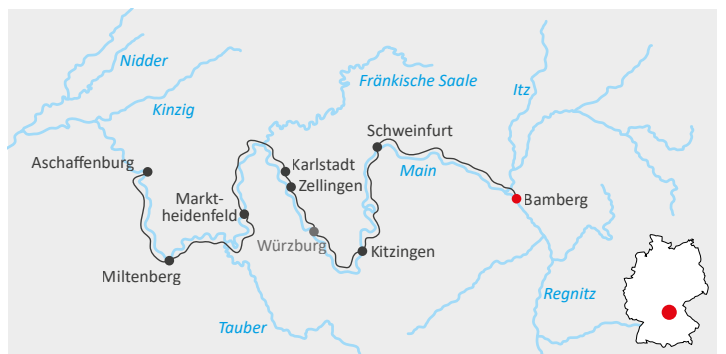 Nidder
Fränkische Saale
Itz
Kinzig
Schweinfurt
Aschaffenburg
Karlstadt
Main
Zellingen
Markt-
heidenfeld
Bamberg
Würzburg
Kitzingen
Miltenberg
Regnitz
Tauber